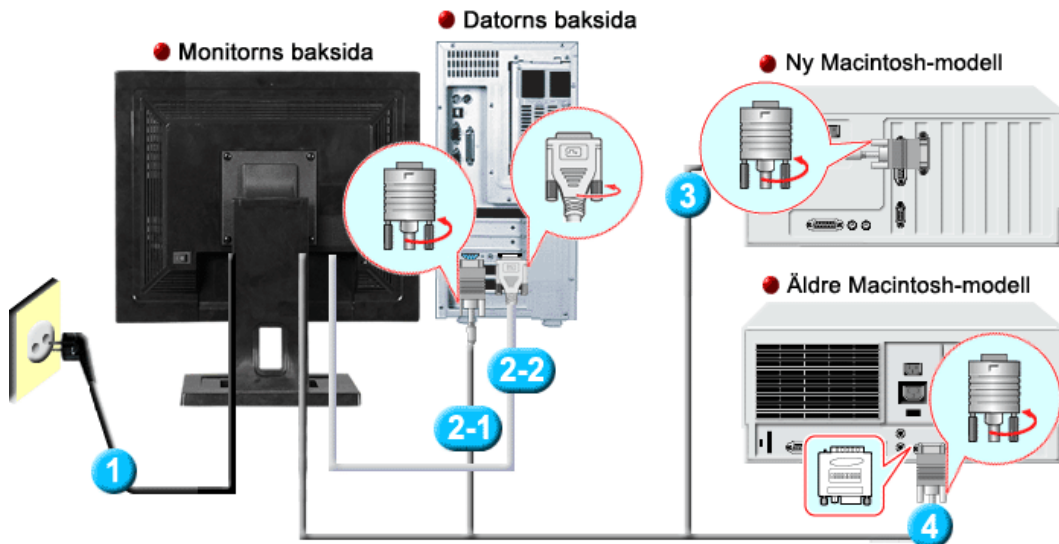 Datorns baksida
Monitorns baksida
Ny Macintosh-modell
3
Äldre Macintosh-modell
2-2
2-1
1
4